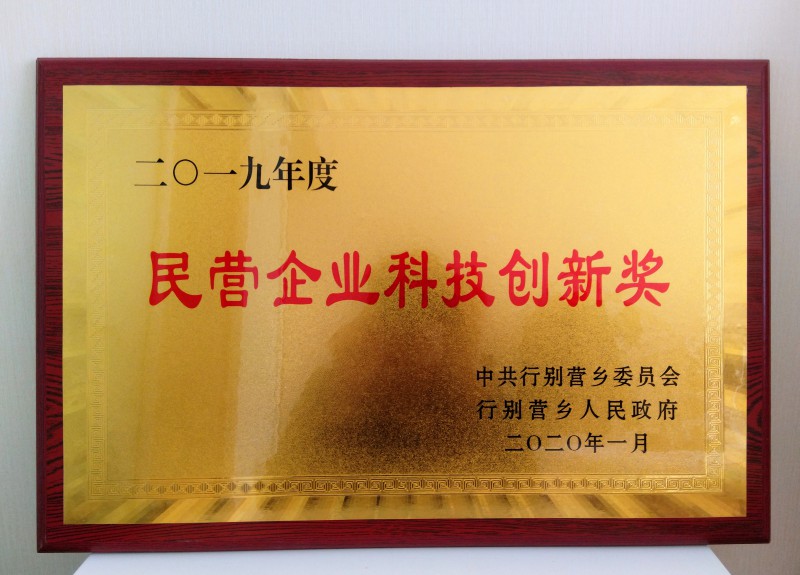 二〇一九年度
民营企业科技创新奖
中共行别营乡委员会
行别营乡人民政府
二〇二〇年一月